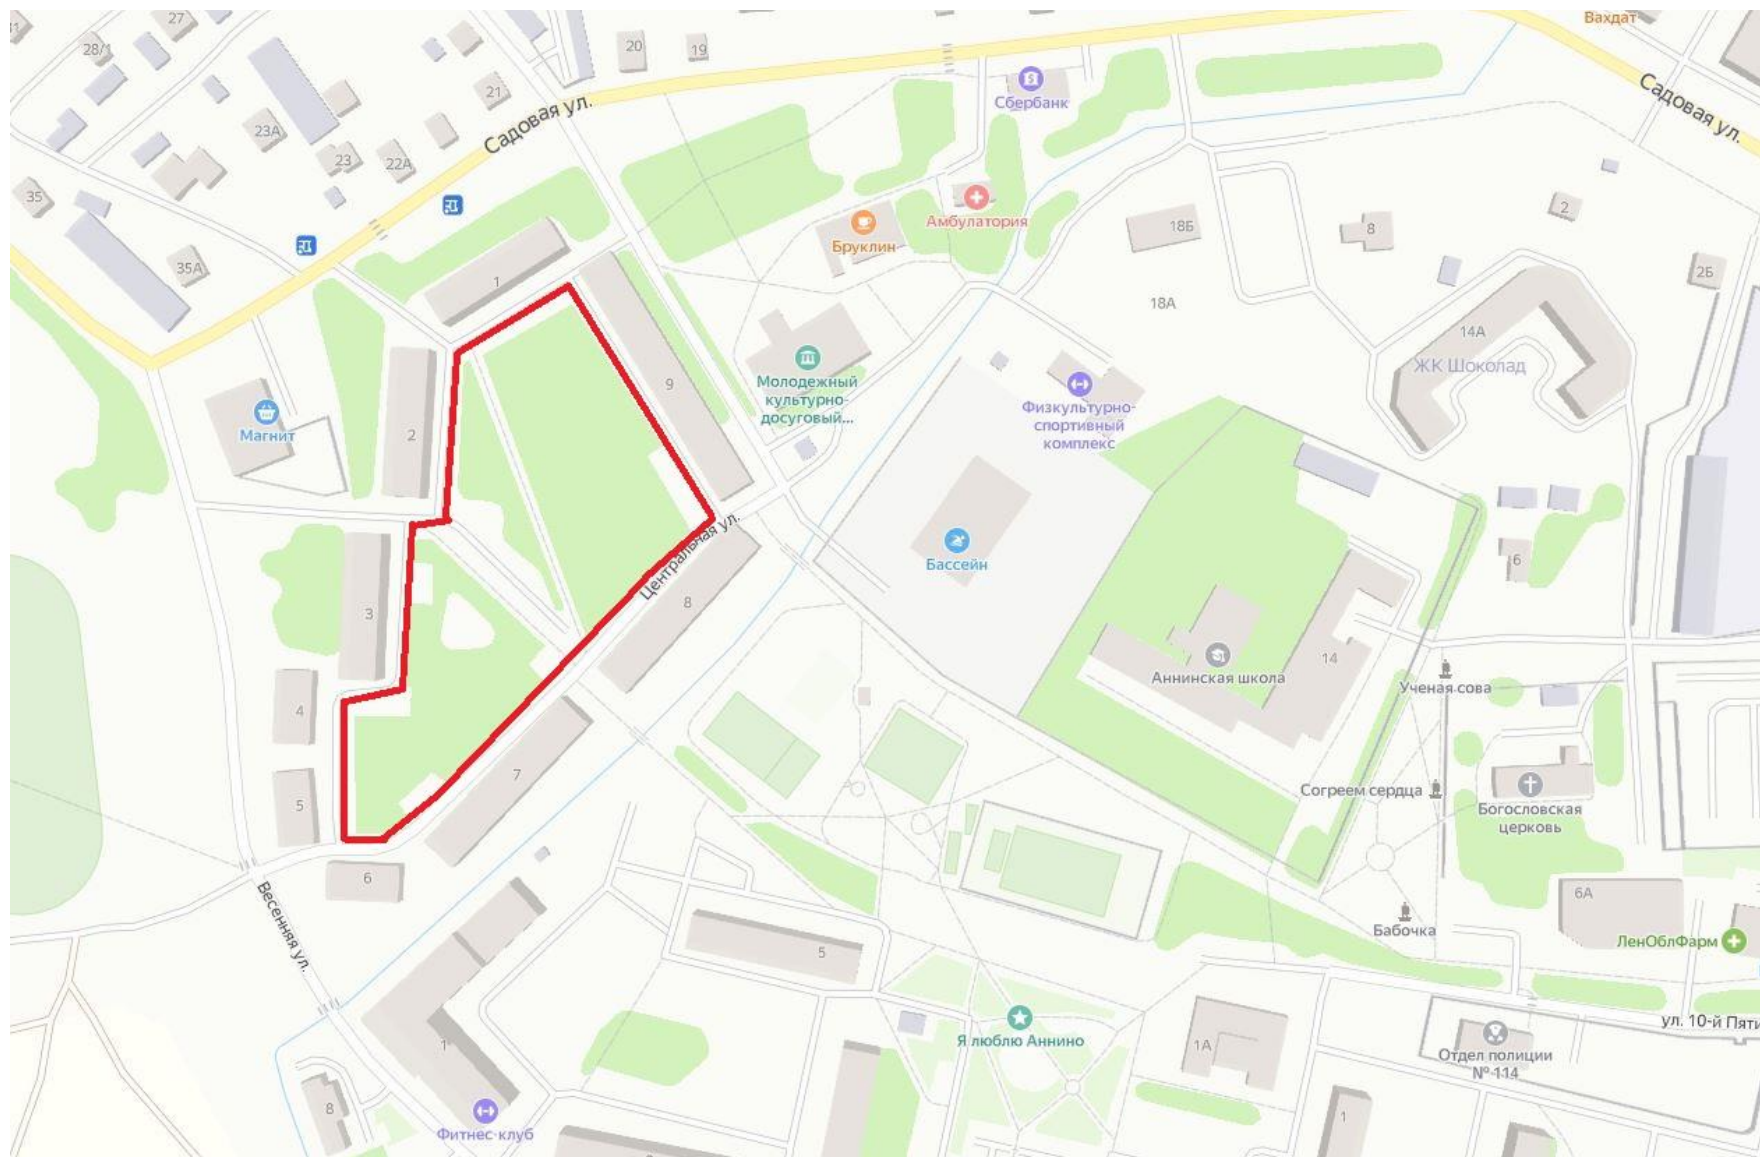 27
Вахдат
28/1
20
19
21
Сбербанк
Садовая ул.
Садовая ул.
23А
23
22А
35
Амбулатория
2
18Б
8
Бруклин
35А
2Б
1
18А
14А
ЖК Шоколад
9
Молодежный
культурно-
досуговый...
Физкультурно-
спортивный
комплекс
Магнит
2
Центральная ул.
Бассейн
6
3
8
14
Аннинская школа
Ученая сова
4
7
5
Согреем сердца
Богословская
церковь
6
6А
Весенняя ул.
Бабочка
ЛенОблФарм
5
ул. 10-й Пяти
Я люблю Аннино
1
1А
Отдел полиции
№ 114
8
1
Фитнес-клуб